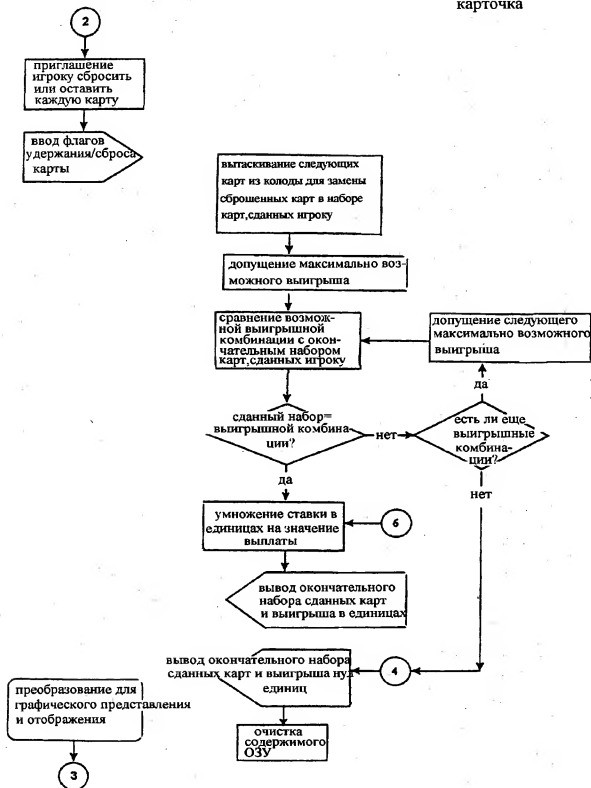 карточка
2
приглашение
игроку сбросить
или оставить
каждую карту
ввод флагов
удержания/сброса
карты
вытаскивание следующих
карт из колоды для замены
сброшенных карт в наборе
карт,сданных игроку
допущение максимально воз-
можного выигрыша
сравнение возмож-
ной выигрышной
комбинации с окон-
чательным набором
карт,сданных игроку
допущение следующего
максимально возможного
выигрыша
да
сданный набор=
выигрышной комбина-
ции?
нет
есть ли еще
выигрышные
комбина-
ции?
да
нет
умножение ставки в
единицах на значение
выплаты
6
вывод окончательного
набора сданных карт
и выигрыша в единицах
вывод окончательного набора
сданных карт и выигрыша нул
единиц
4
преобразование для
графического представления
и отображения
очистка
содержимого
ОЗУ
3